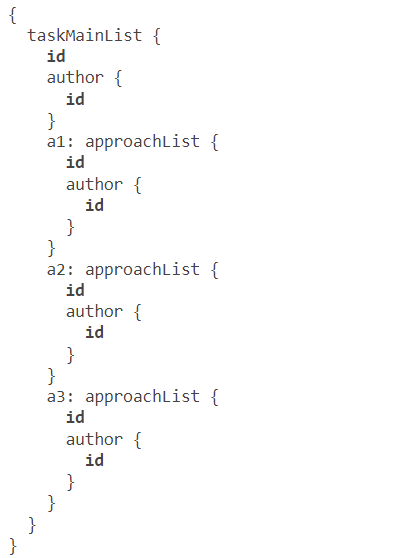 {
  taskMainList {
    id
    author {
      id
    }
    a1: approachList {
      id
      author {
        id
      }
    }
    a2: approachList {
      id
      author {
        id
      }
    }
    a3: approachList {
      id
      author {
        id
      }
    }
  }
}